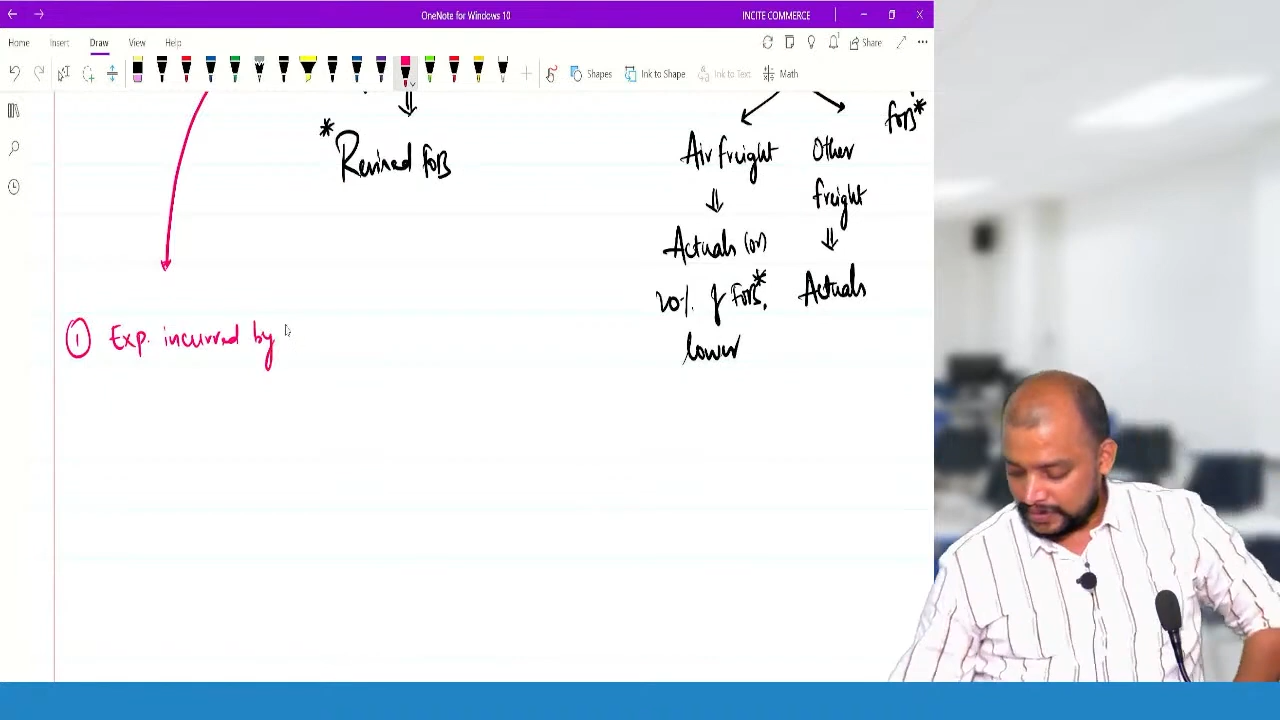 OneNote for Windows 10
INCITE COMMERCE
Home Insert Draw View Help
Share
Shapes
Ink to Shape
Ink to Text
Math
* Revised FOB
Air freight
Actuals (or)
20% of FOB*,
lower
Other
freight
Actuals
FOB*
① Exp. incurred by